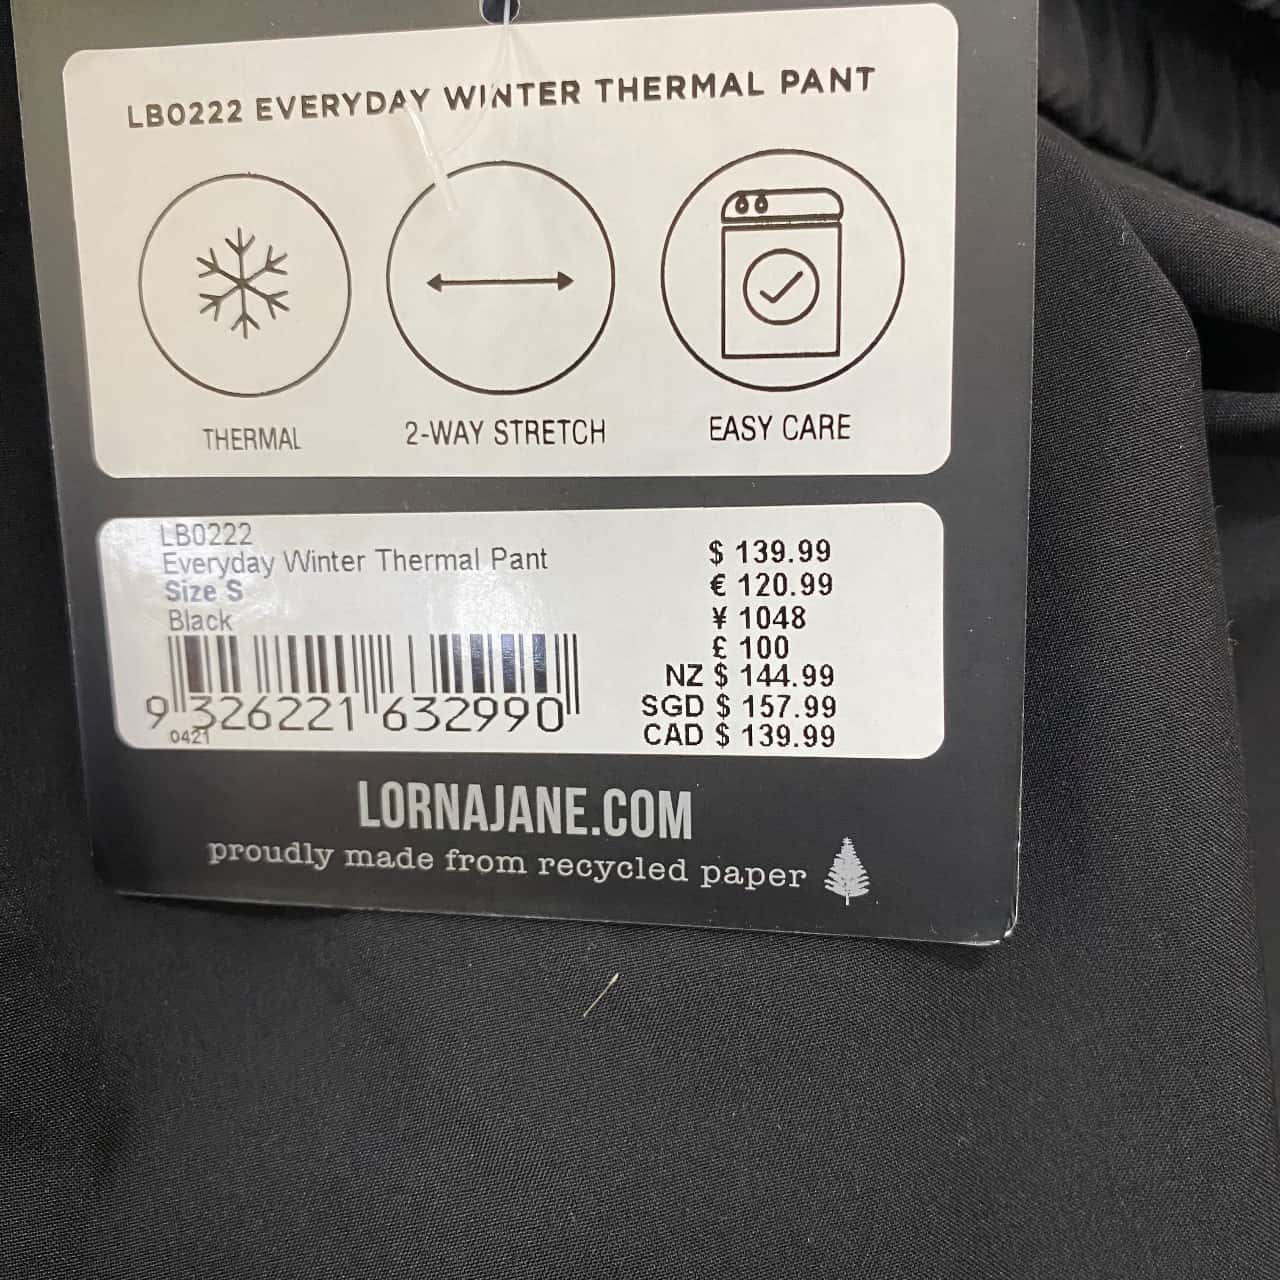 LB0222 EVERYDAY WINTER THERMAL PANT
THERMAL
2-WAY STRETCH
EASY CARE
LB0222
Everyday Winter Thermal Pant
Size S
Black
9 326221 632990
0421
$ 139.99
€ 120.99
¥ 1048
£ 100
NZ $ 144.99
SGD $ 157.99
CAD $ 139.99
LORNAJANE.COM
proudly made from recycled paper